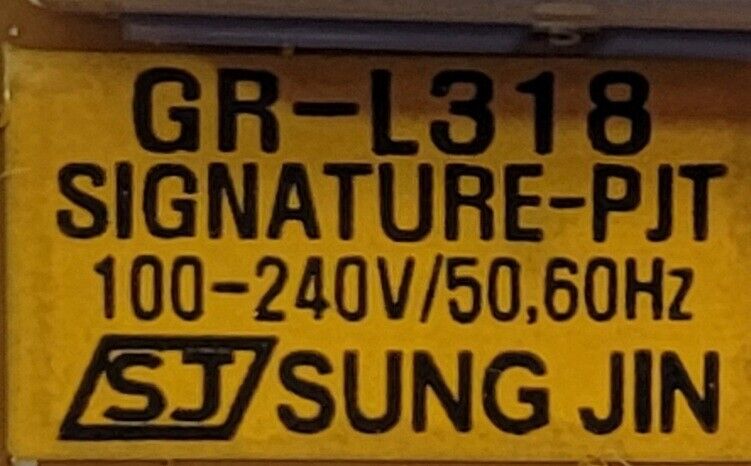 GR-L318
SIGNATURE-PJT
100-240V/50,60Hz
SJ SUNG JIN